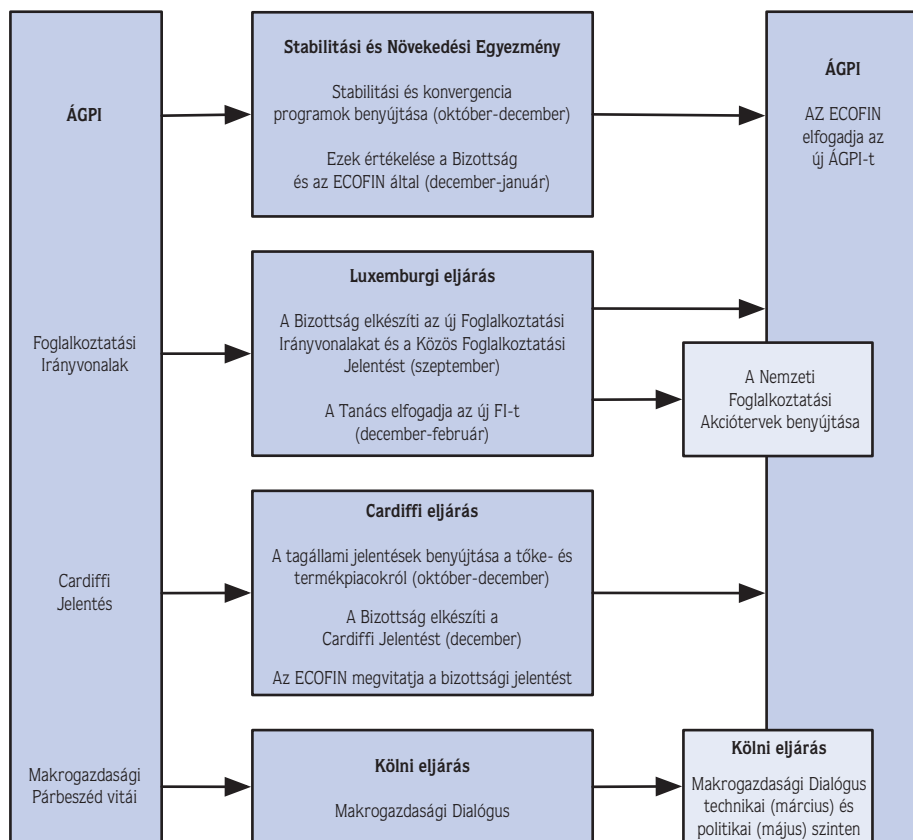 ÁGPI
Foglalkoztatási
Irányvonalak
Cardiffi
Jelentés
Makrogazdasági
Párbeszéd vitái
Stabilitási és Növekedési Egyezmény
Stabilitási és konvergencia
programok benyújtása (október-december)
Ezek értékelése a Bizottság
és az ECOFIN által (december-január)
Luxemburgi eljárás
A Bizottság elkészíti az új Foglalkoztatási
Irányvonalakat és a Közös Foglalkoztatási
Jelentést (szeptember)
A Tanács elfogadja az új FI-t
(december-február)
Cardiffi eljárás
A tagállami jelentések benyújtása a tőke- és
termékpiacokról (október-december)
A Bizottság elkészíti a
Cardiffi Jelentést (december)
Az ECOFIN megvitatja a bizottsági jelentést
Kölni eljárás
Makrogazdasági Dialógus
ÁGPI
AZ ECOFIN
elfogadja az
új ÁGPI-t
A Nemzeti
Foglalkoztatási
Akciótervek benyújtása
Kölni eljárás
Makrogazdasági Dialógus
technikai (március) és
politikai (május) szinten